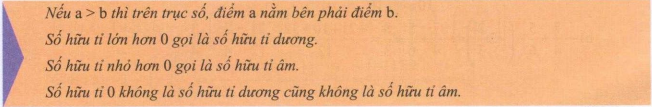 Nếu a > b thì trên trục số, điểm a nằm bên phải điểm b.
Số hữu tỉ lớn hơn 0 gọi là số hữu tỉ dương.
Số hữu tỉ nhỏ hơn 0 gọi là số hữu tỉ âm.
Số hữu tỉ 0 không là số hữu tỉ dương cũng không là số hữu tỉ âm.